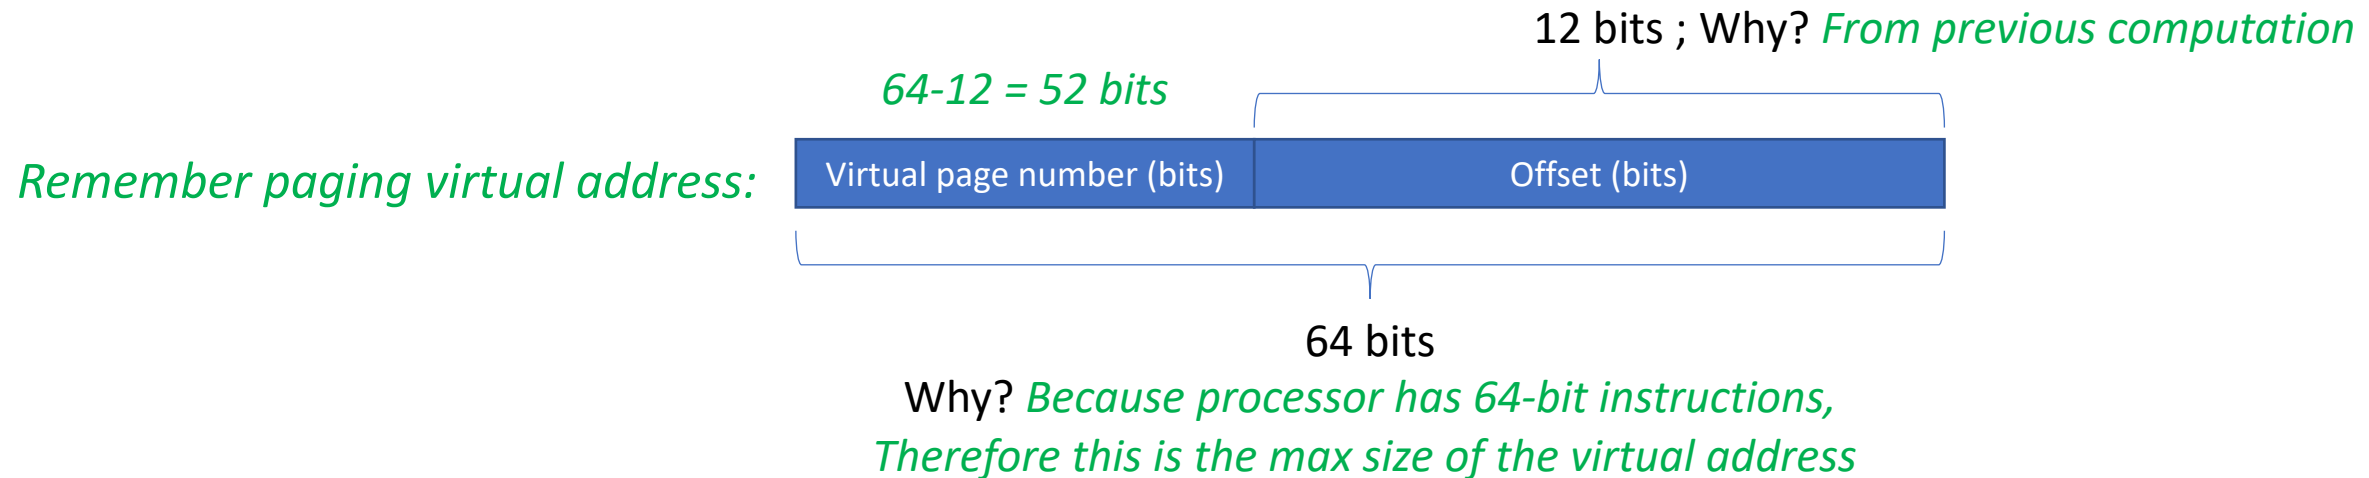 12 bits ; Why? From previous computation
64-12 = 52 bits
Remember paging virtual address:
Virtual page number (bits)
Offset (bits)
64 bits
Why? Because processor has 64-bit instructions,
Therefore this is the max size of the virtual address